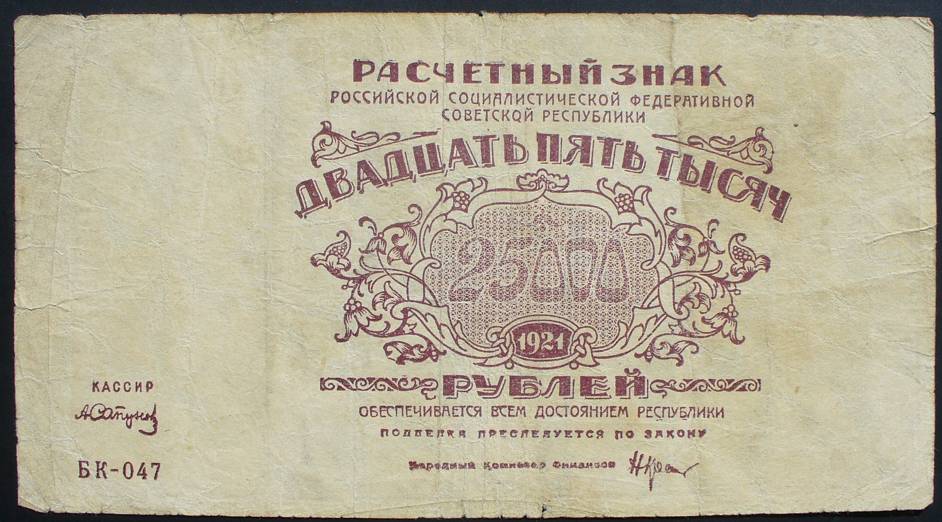 РАСЧЕТНЫЙ ЗНАК
РОССИЙСКОЙ СОЦИАЛИСТИЧЕСКОЙ ФЕДЕРАТИВНОЙ
СОВЕТСКОЙ РЕСПУБЛИКИ
ДВАДЦАТЬ ПЯТЬ ТЫСЯЧ
25000
1921
РУБЛЕЙ
ОБЕСПЕЧИВАЕТСЯ ВСЕМ ДОСТОЯНИЕМ РЕСПУБЛИКИ
ПОДДЕЛКА ПРЕСЛЕДУЕТСЯ ПО ЗАКОНУ
Народный Комиссар Финансов
КАССИР
БК-047